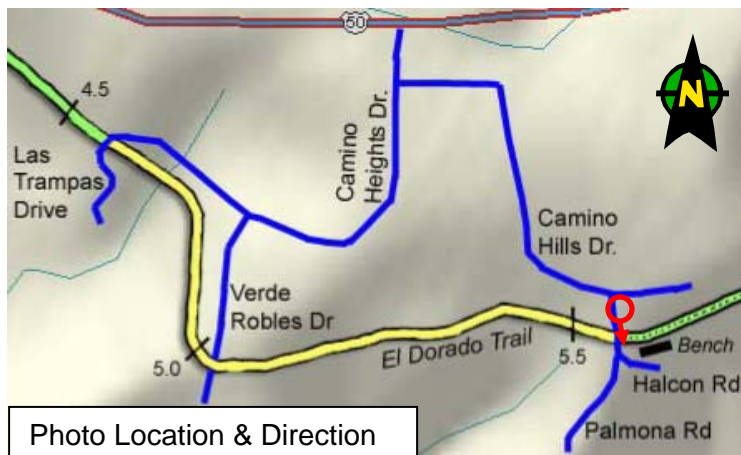 50
4.5
N
Las
Trampas
Drive
Camino
Heights Dr.
Camino
Hills Dr.
Verde
Robles Dr
El Dorado Trail
5.0
5.5
Bench
Halcon Rd
Palmona Rd
Photo Location & Direction